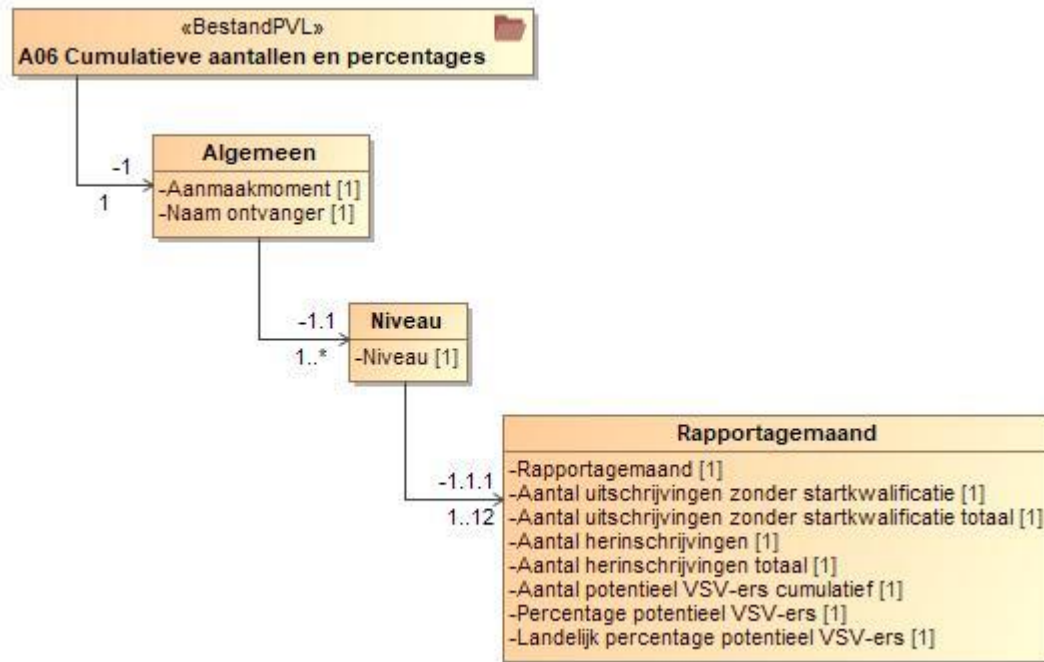 «BestandPVL»
A06 Cumulatieve aantallen en percentages
Algemeen
-Aanmaakmoment [1]
-Naam ontvanger [1]
-1
1
Niveau
-Niveau [1]
-1.1
1..*
Rapportagemaand
-Rapportagemaand [1]
-Aantal uitschrijvingen zonder startkwalificatie [1]
-Aantal uitschrijvingen zonder startkwalificatie totaal [1]
-Aantal herinschrijvingen [1]
-Aantal herinschrijvingen totaal [1]
-Aantal potentieel VSV-ers cumulatief [1]
-Percentage potentieel VSV-ers [1]
-Landelijk percentage potentieel VSV-ers [1]
-1.1.1
1..12